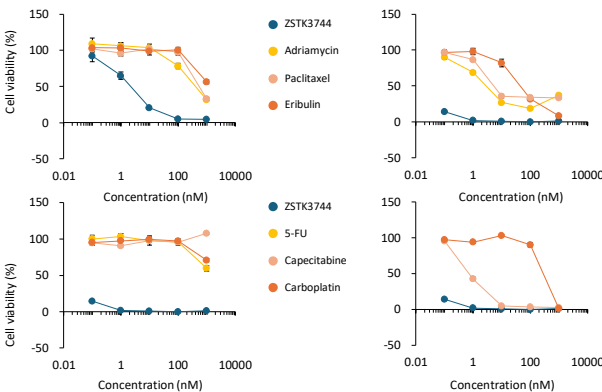 150
100
50
0
-50
0.01
1
100
10000
Concentration (nM)
Cell viability (%)
ZSTK3744
Adriamycin
Paclitaxel
Eribulin
150
100
50
0
-50
0.01
1
100
10000
Concentration (nM)
150
100
50
0
-50
0.01
1
100
10000
Concentration (nM)
Cell viability (%)
ZSTK3744
5-FU
Capecitabine
Carboplatin
150
100
50
0
-50
0.01
1
100
10000
Concentration (nM)